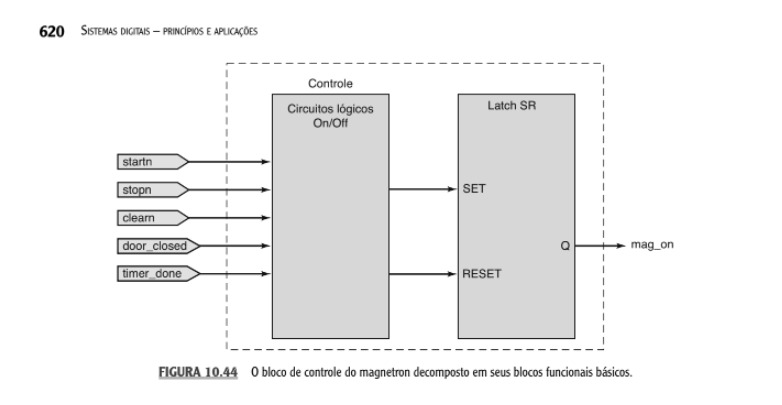 620 SISTEMAS DIGITAIS – PRINCÍPIOS E APLICAÇÕES
Controle
Circuitos lógicos
On/Off
Latch SR
startn
stopn
clearn
door_closed
timer_done
SET
RESET
Q
mag_on
FIGURA 10.44 O bloco de controle do magnetron decomposto em seus blocos funcionais básicos.